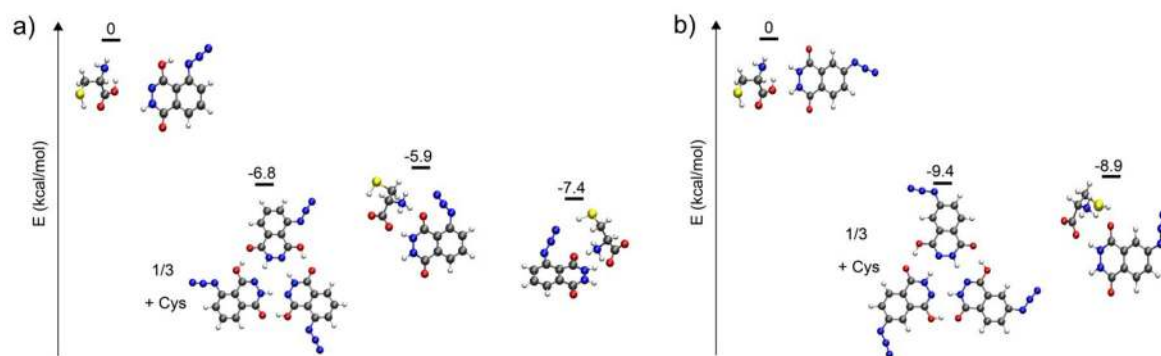 a)
E (kcal/mol)
0
-6.8
-5.9
-7.4
1/3
+ Cys
b)
E (kcal/mol)
0
-9.4
-8.9
1/3
+ Cys